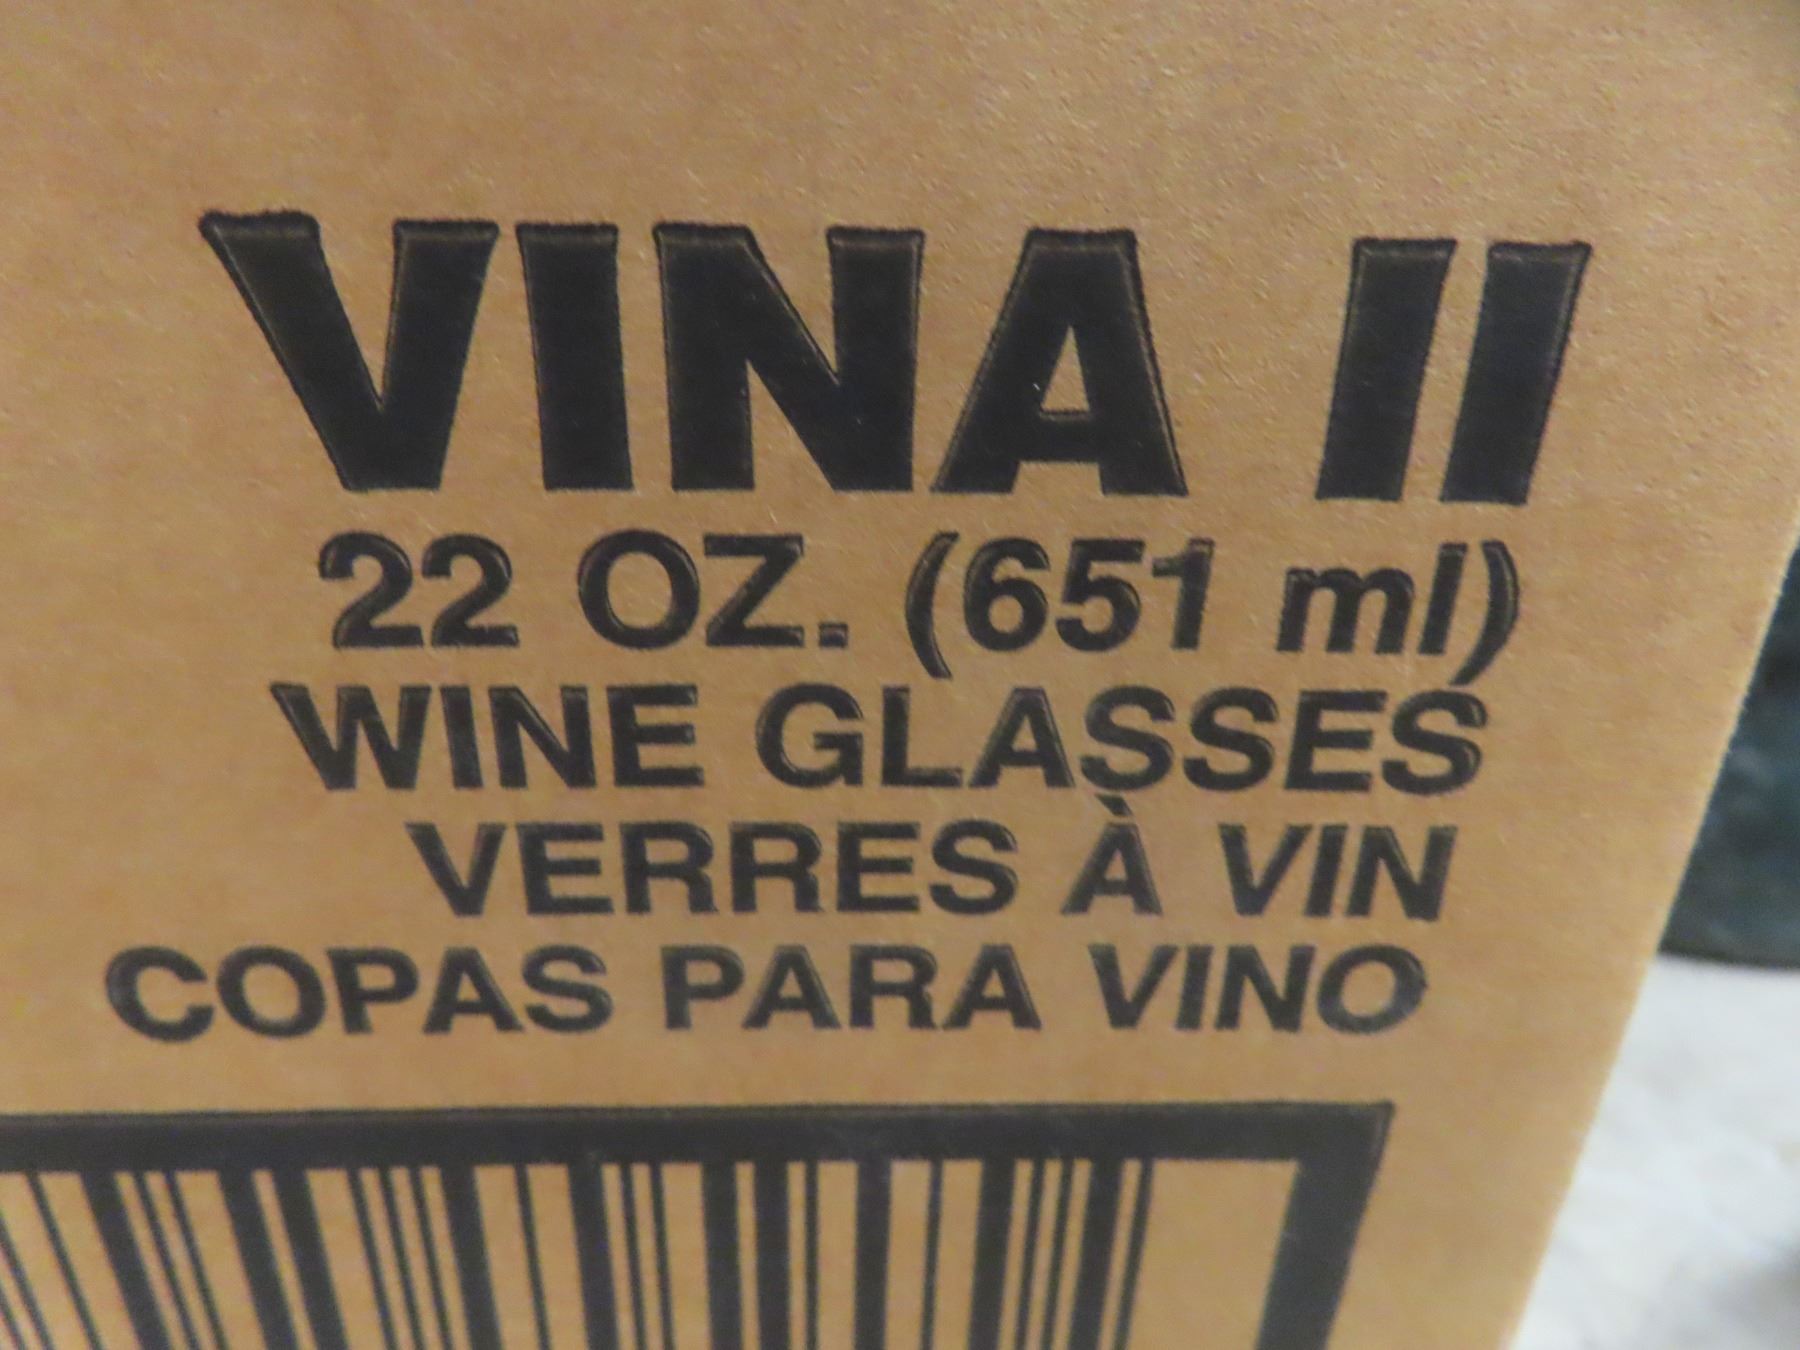 VINA II
22 OZ. (651 ml)
WINE GLASSES
VERRES À VIN
COPAS PARA VINO